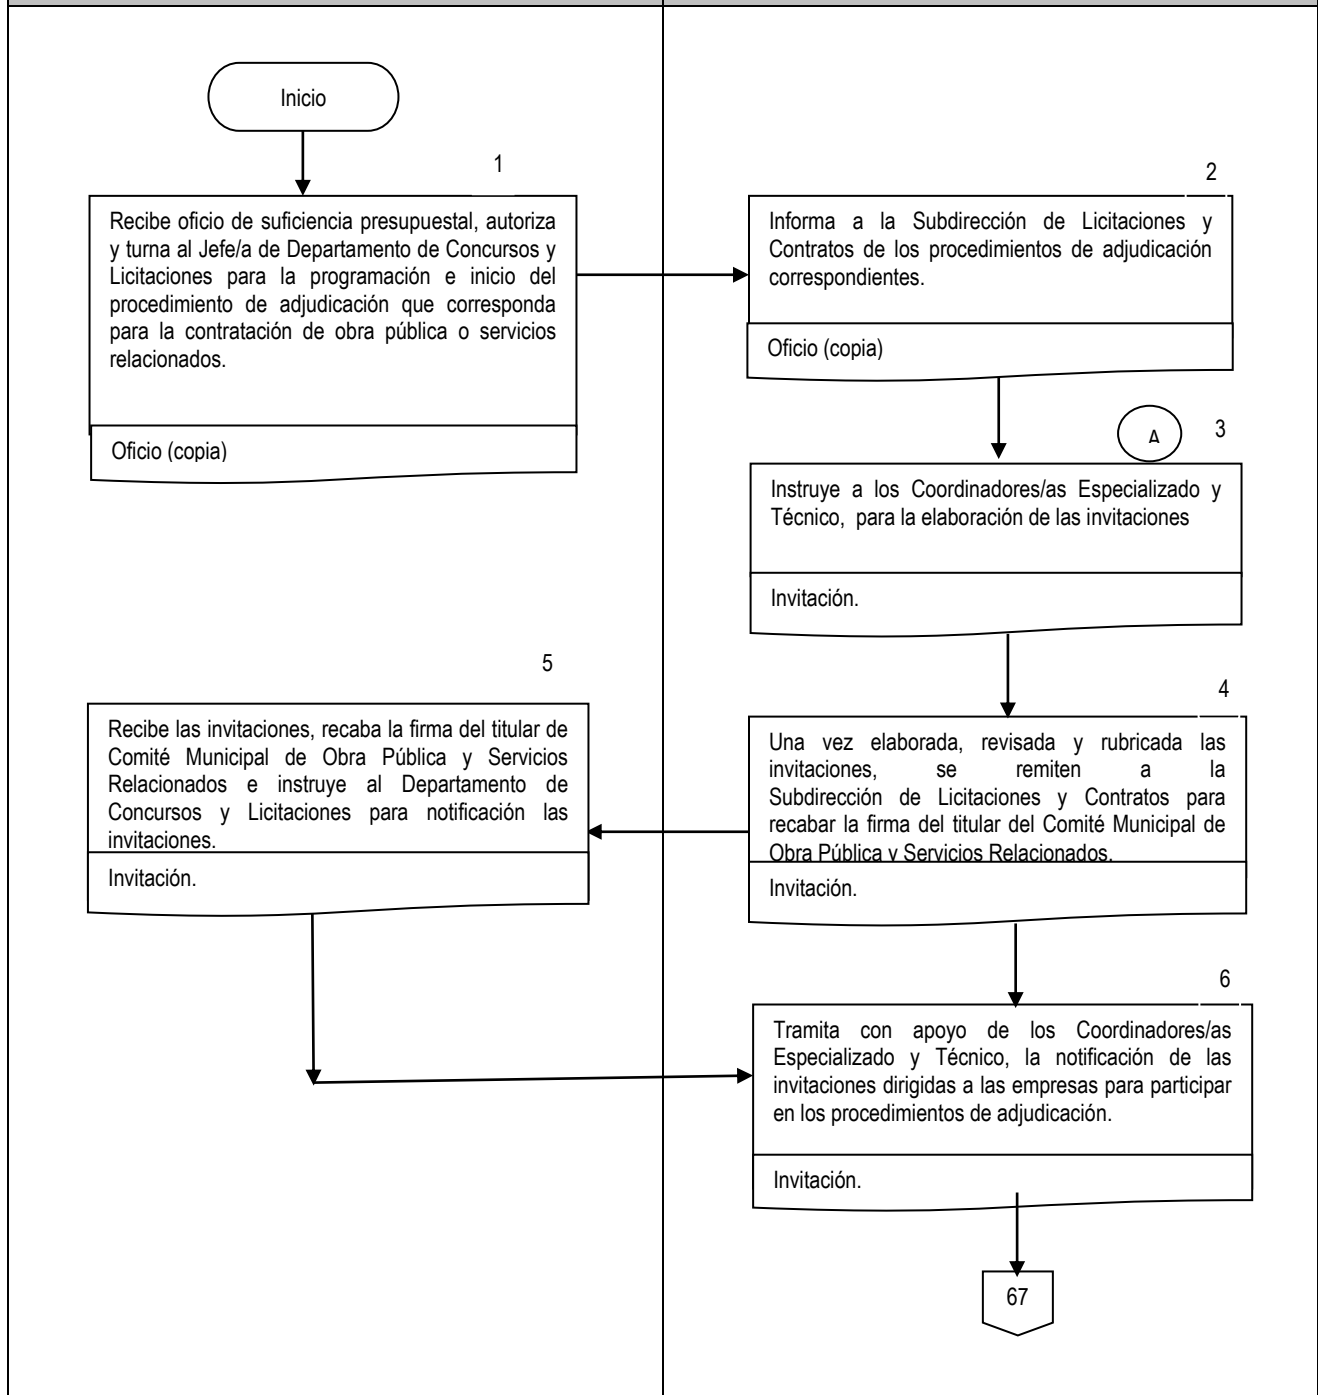 Inicio
1
Recibe oficio de suficiencia presupuestal, autoriza
y turna al Jefe/a de Departamento de Concursos y
Licitaciones para la programación e inicio del
procedimiento de adjudicación que corresponda
para la contratación de obra pública o servicios
relacionados.
Oficio (copia)
2
Informa a la Subdirección de Licitaciones y
Contratos de los procedimientos de adjudicación
correspondientes.
Oficio (copia)
A
3
Instruye a los Coordinadores/as Especializado y
Técnico, para la elaboración de las invitaciones
Invitación.
4
Una vez elaborada, revisada y rubricada las
invitaciones, se remiten a la
Subdirección de Licitaciones y Contratos para
recabar la firma del titular del Comité Municipal de
Obra Pública y Servicios Relacionados.
Invitación.
5
Recibe las invitaciones, recaba la firma del titular de
Comité Municipal de Obra Pública y Servicios
Relacionados e instruye al Departamento de
Concursos y Licitaciones para notificación las
invitaciones.
Invitación.
6
Tramita con apoyo de los Coordinadores/as
Especializado y Técnico, la notificación de las
invitaciones dirigidas a las empresas para participar
en los procedimientos de adjudicación.
Invitación.
67